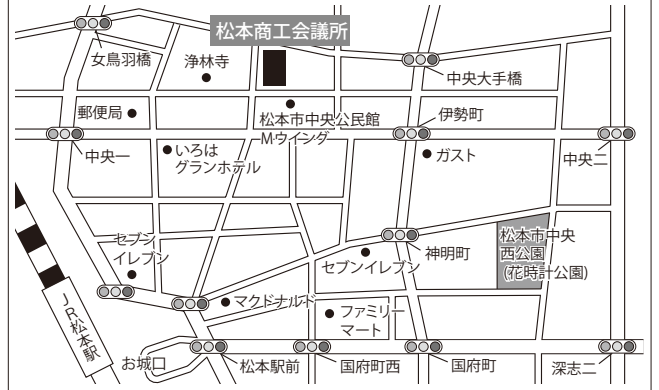 松本商工会議所
女鳥羽橋
浄林寺
中央大手橋
郵便局
松本市中央公民館
Mウイング
伊勢町
中央一
いろは
グランホテル
ガスト
中央二
セブン
イレブン
セブンイレブン
神明町
松本市中央
西公園
(花時計公園)
マクドナルド
ファミリー
マート
JR松本駅
お城口
松本駅前
国府町西
国府町
深志二